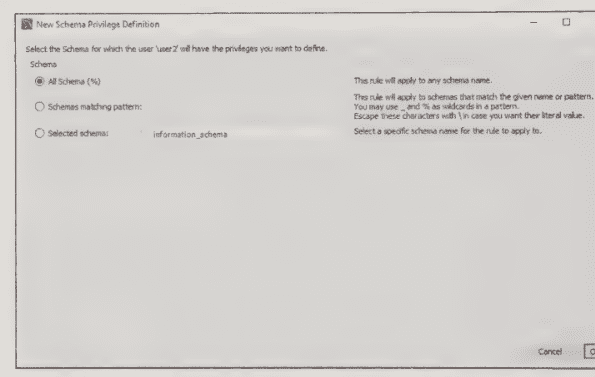 New Schema Privilege Definition
Select the Schema for which the user 'user2' will have the privileges you want to define.
Schema
All Schema (%)
This rule will apply to any schema name.
Schemas matching pattern:
This rule will apply to schemas that match the given name or pattern.
You may use _ and % as wildcards in a pattern.
Escape these characters with \ in case you want their literal value.
Selected schema:
information_schema
Select a specific schema name for the rule to apply to.
Cancel